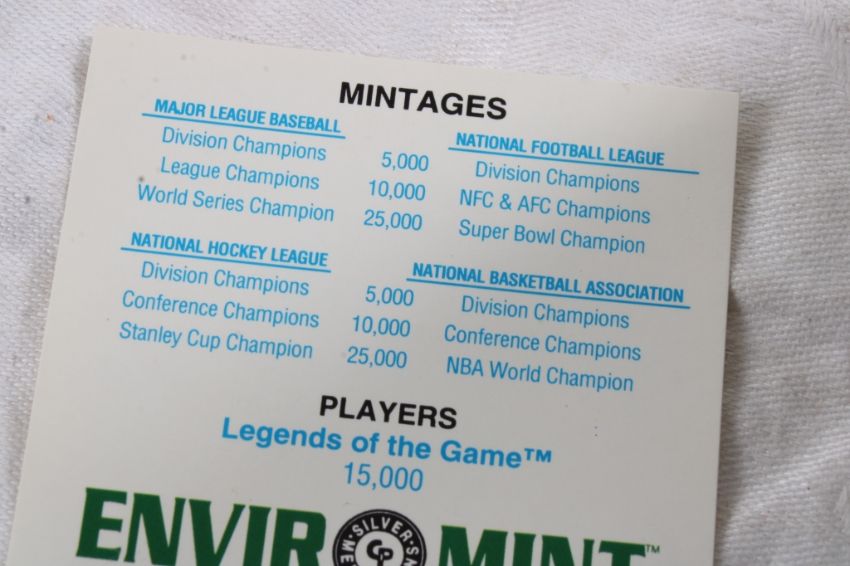 MINTAGES
MAJOR LEAGUE BASEBALL
Division Champions 5,000
League Champions 10,000
World Series Champion 25,000
NATIONAL FOOTBALL LEAGUE
Division Champions
NFC & AFC Champions
Super Bowl Champion
NATIONAL HOCKEY LEAGUE
Division Champions 5,000
Conference Champions 10,000
Stanley Cup Champion 25,000
NATIONAL BASKETBALL ASSOCIATION
Division Champions
Conference Champions
NBA World Champion
PLAYERS
Legends of the Game™
15,000
ENVIROMINT™
SILVER